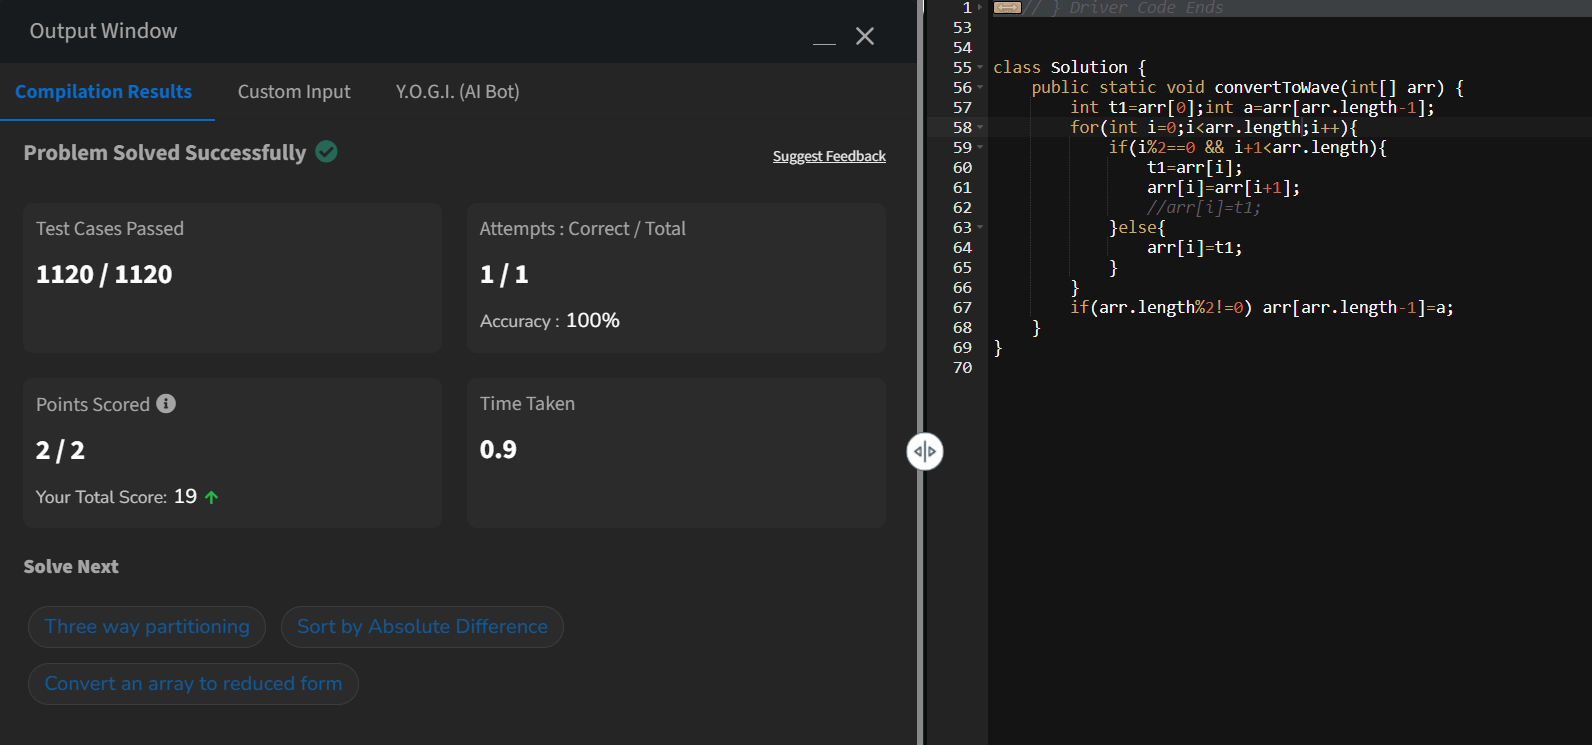 Output Window
Compilation Results
Custom Input
Y.O.G.I. (AI Bot)
Problem Solved Successfully
Suggest Feedback
Test Cases Passed
1120 / 1120
Attempts : Correct / Total
1 / 1
Accuracy : 100%
Points Scored
2 / 2
Your Total Score: 19
Time Taken
0.9
Solve Next
Three way partitioning
Sort by Absolute Difference
Convert an array to reduced form
1 // } Driver Code Ends
53
54
55 class Solution {
56     public static void convertToWave(int[] arr) {
57         int t1=arr[0];int a=arr[arr.length-1];
58         for(int i=0;i<arr.length;i++){
59             if(i%2==0 && i+1<arr.length){
60                 t1=arr[i];
61                 arr[i]=arr[i+1];
62                 //arr[i]=t1;
63             }else{
64                 arr[i]=t1;
65             }
66         }
67         if(arr.length%2!=0) arr[arr.length-1]=a;
68     }
69 }
70